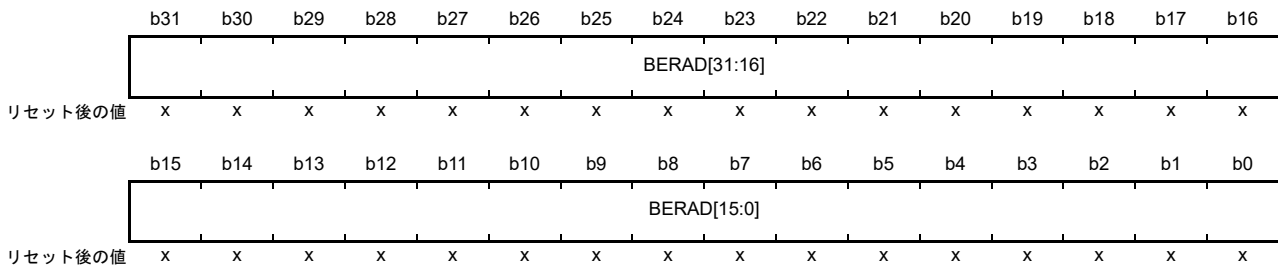 b31 b30 b29 b28 b27 b26 b25 b24 b23 b22 b21 b20 b19 b18 b17 b16
BERAD[31:16]
リセット後の値 x x x x x x x x x x x x x x x x
b15 b14 b13 b12 b11 b10 b9 b8 b7 b6 b5 b4 b3 b2 b1 b0
BERAD[15:0]
リセット後の値 x x x x x x x x x x x x x x x x